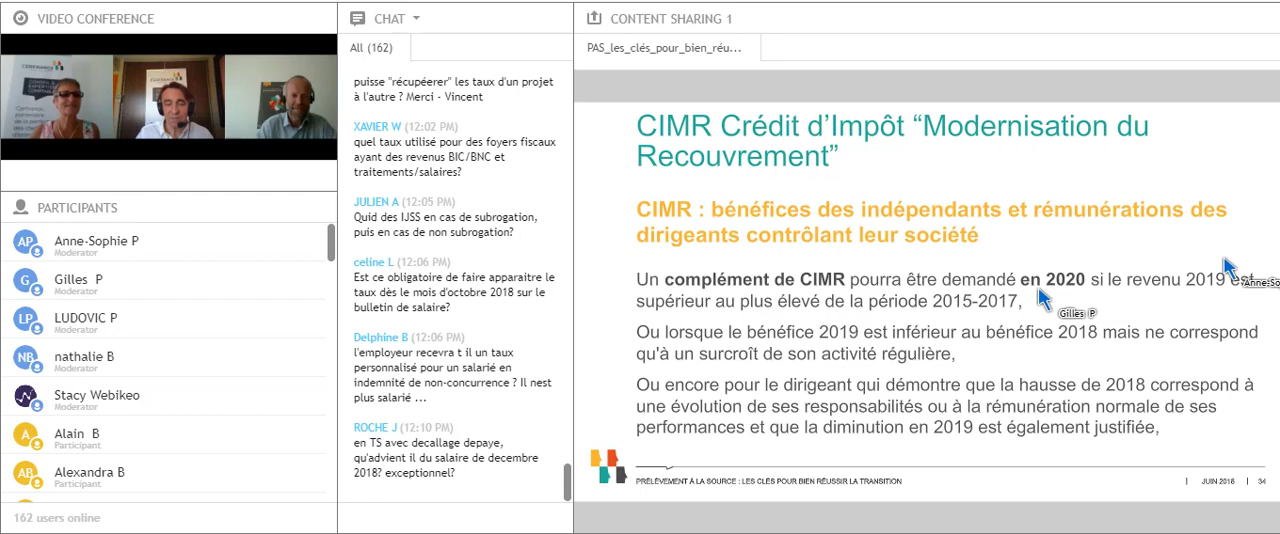 VIDEO CONFERENCE
PARTICIPANTS
AP
Anne-Sophie P
Moderator
G
Gilles P
Moderator
LP
LUDOVIC P
Moderator
NB
nathalie B
Moderator
Stacy Webikeo
Moderator
A
Alain B
Participant
AB
Alexandra B
Participant
162 users online
CHAT
All (162)
puisse "récupéerer" les taux d'un projet
à l'autre ? Merci - Vincent
XAVIER W (12:02 PM)
quel taux utilisé pour des foyers fiscaux
ayant des revenus BIC/BNC et
traitements/salaires?
JULIEN A (12:05 PM)
Quid des IJSS en cas de subrogation,
puis en cas de non subrogation?
celine L (12:06 PM)
Est ce obligatoire de faire apparaitre le
taux dès le mois d'octobre 2018 sur le
bulletin de salaire?
Delphine B (12:06 PM)
l'employeur recevra t il un taux
personnalisé pour un salarié en
indemnité de non-concurrence ? Il nest
plus salarié ...
ROCHE J (12:10 PM)
en TS avec decallage depaye,
qu'advient il du salaire de decembre
2018? exceptionnel?
CONTENT SHARING 1
PAS_les_clés_pour_bien_réu...
CIMR Crédit d'Impôt “Modernisation du
Recouvrement”
CIMR : bénéfices des indépendants et rémunérations des
dirigeants contrôlant leur société
Un complément de CIMR pourra être demandé en 2020 si le revenu 2019 est
supérieur au plus élevé de la période 2015-2017,
Anne-So
Gilles P
Ou lorsque le bénéfice 2019 est inférieur au bénéfice 2018 mais ne correspond
qu'à un surcroît de son activité régulière,
Ou encore pour le dirigeant qui démontre que la hausse de 2018 correspond à
une évolution de ses responsabilités ou à la rémunération normale de ses
performances et que la diminution en 2019 est également justifiée,
PRÉLÈVEMENT À LA SOURCE : LES CLÉS POUR BIEN RÉUSSIR LA TRANSITION
| JUIN 2018 | 34